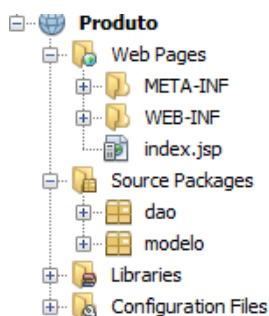 Produto
Web Pages
META-INF
WEB-INF
index.jsp
Source Packages
dao
modelo
Libraries
Configuration Files